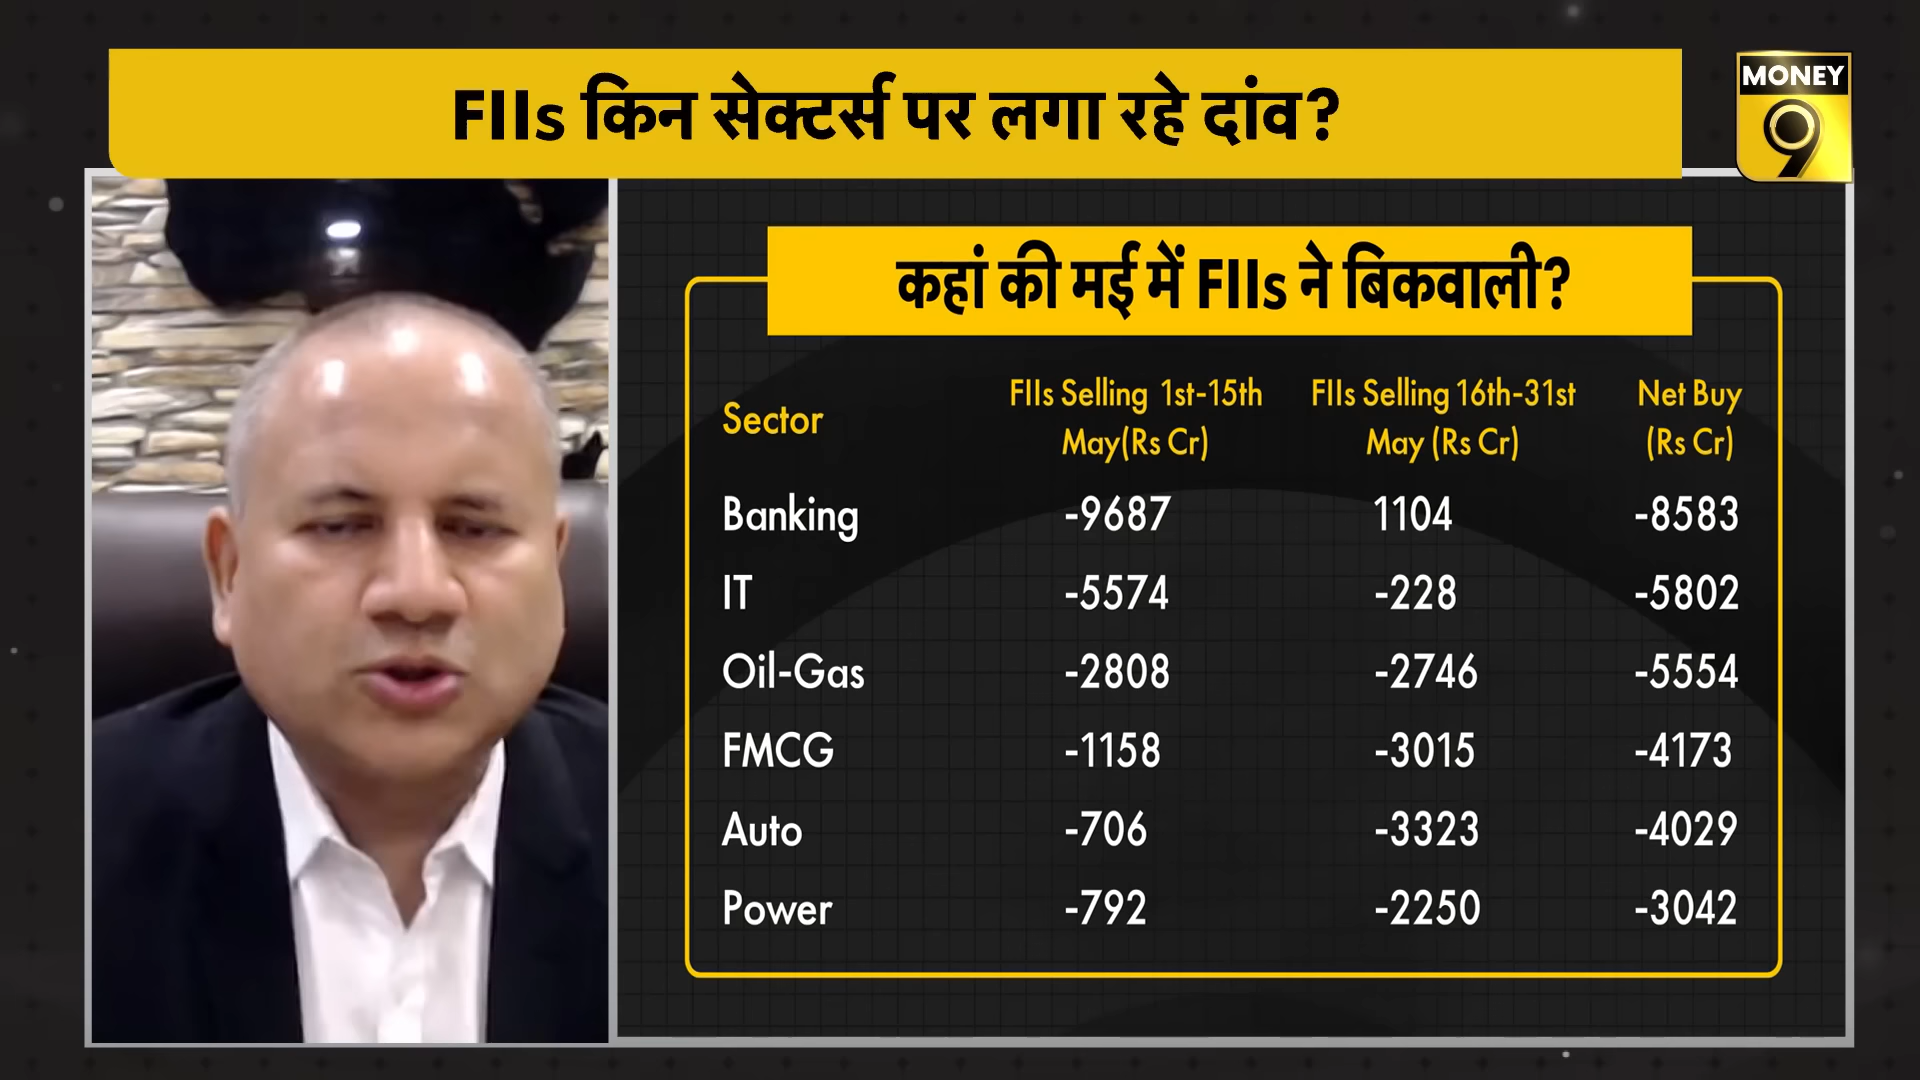 FIIs किन सेक्टर्स पर लगा रहे दांव?
MONEY
9
कहां की मई में FIIs ने बिकवाली?
Sector FIIs Selling 1st-15th May(Rs Cr) FIIs Selling 16th-31st May (Rs Cr) Net Buy (Rs Cr)
Banking -9687 1104 -8583
IT -5574 -228 -5802
Oil-Gas -2808 -2746 -5554
FMCG -1158 -3015 -4173
Auto -706 -3323 -4029
Power -792 -2250 -3042